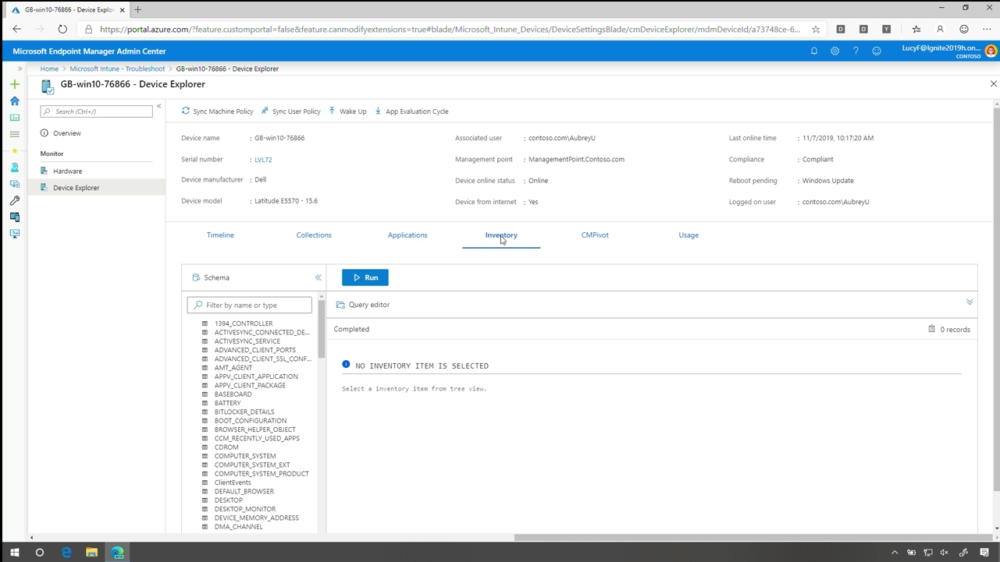 GB-win10-76866 - Device Explor
https://portal.azure.com/?feature.customportal=false&feature.canmodifyextensions=true#blade/Microsoft_Intune_Devices/DeviceSettingsBlade/cmDeviceExplorer/mdmDeviceId/a73748ce-6...
D
D
Y
Microsoft Endpoint Manager Admin Center
LucyF@Ignite2019h.on...
CONTOSO
Home > Microsoft Intune - Troubleshoot > GB-win10-76866 - Device Explorer
GB-win10-76866 - Device Explorer
Search (Ctrl+/)
Overview
Monitor
Hardware
Device Explorer
Sync Machine Policy Sync User Policy Wake Up App Evaluation Cycle
Device name : GB-win10-76866
Serial number : LVL72
Device manufacturer : Dell
Device model : Latitude E5570 - 15.6
Associated user : contoso.com\AubreyU
Management point : ManagementPoint.Contoso.com
Device online status : Online
Device from internet : Yes
Last online time : 11/7/2019, 10:17:20 AM
Compliance : Compliant
Reboot pending : Windows Update
Logged on user : contoso.com\AubreyU
Timeline Collections Applications Inventory CMPivot Usage
Schema
Filter by name or type
1394_CONTROLLER
ACTIVESYNC_CONNECTED_DE...
ACTIVESYNC_SERVICE
ADVANCED_CLIENT_PORTS
ADVANCED_CLIENT_SSL_CONF...
AMT_AGENT
APPV_CLIENT_APPLICATION
APPV_CLIENT_PACKAGE
BASEBOARD
BATTERY
BITLOCKER_DETAILS
BOOT_CONFIGURATION
BROWSER_HELPER_OBJECT
CCM_RECENTLY_USED_APPS
CDROM
COMPUTER_SYSTEM
COMPUTER_SYSTEM_EXT
COMPUTER_SYSTEM_PRODUCT
ClientEvents
DEFAULT_BROWSER
DESKTOP
DESKTOP_MONITOR
DEVICE_MEMORY_ADDRESS
DMA_CHANNEL
Run
Query editor
Completed
0 records
NO INVENTORY ITEM IS SELECTED
Select a inventory item from tree view.